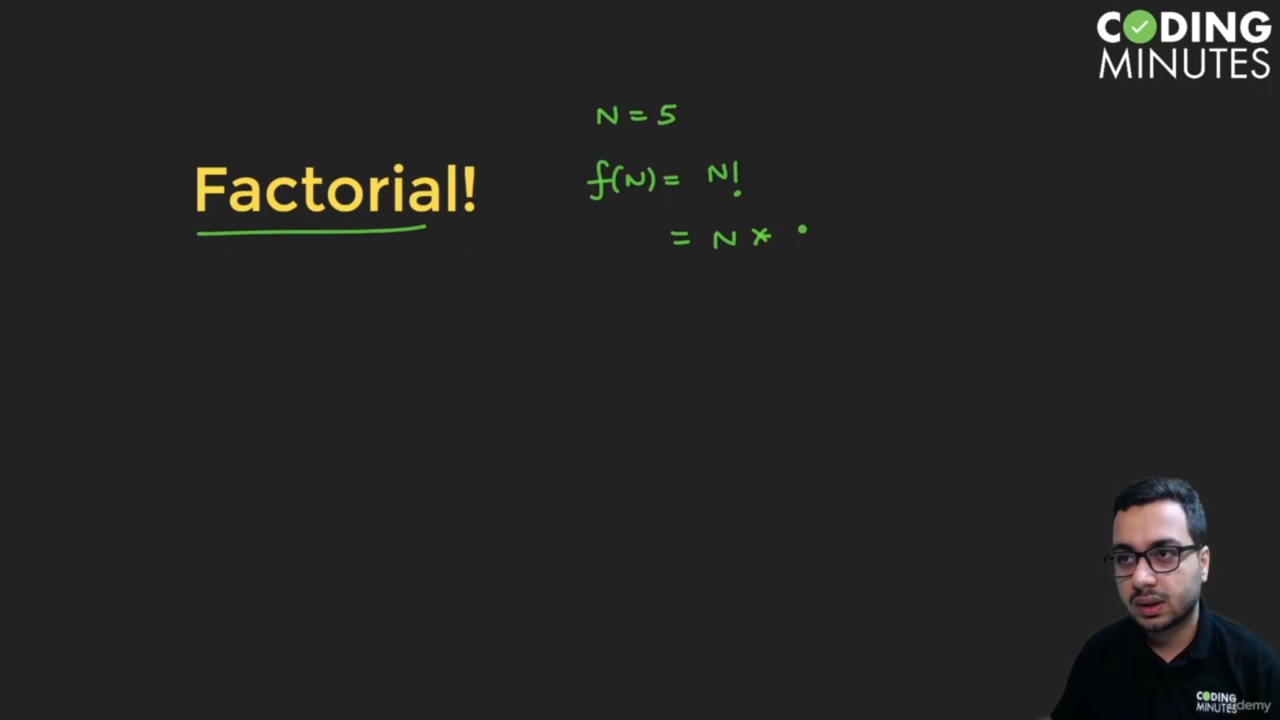 CODING
MINUTES
N = 5
Factorial!
f(N) = N!
= N *
CODING
MINUTES